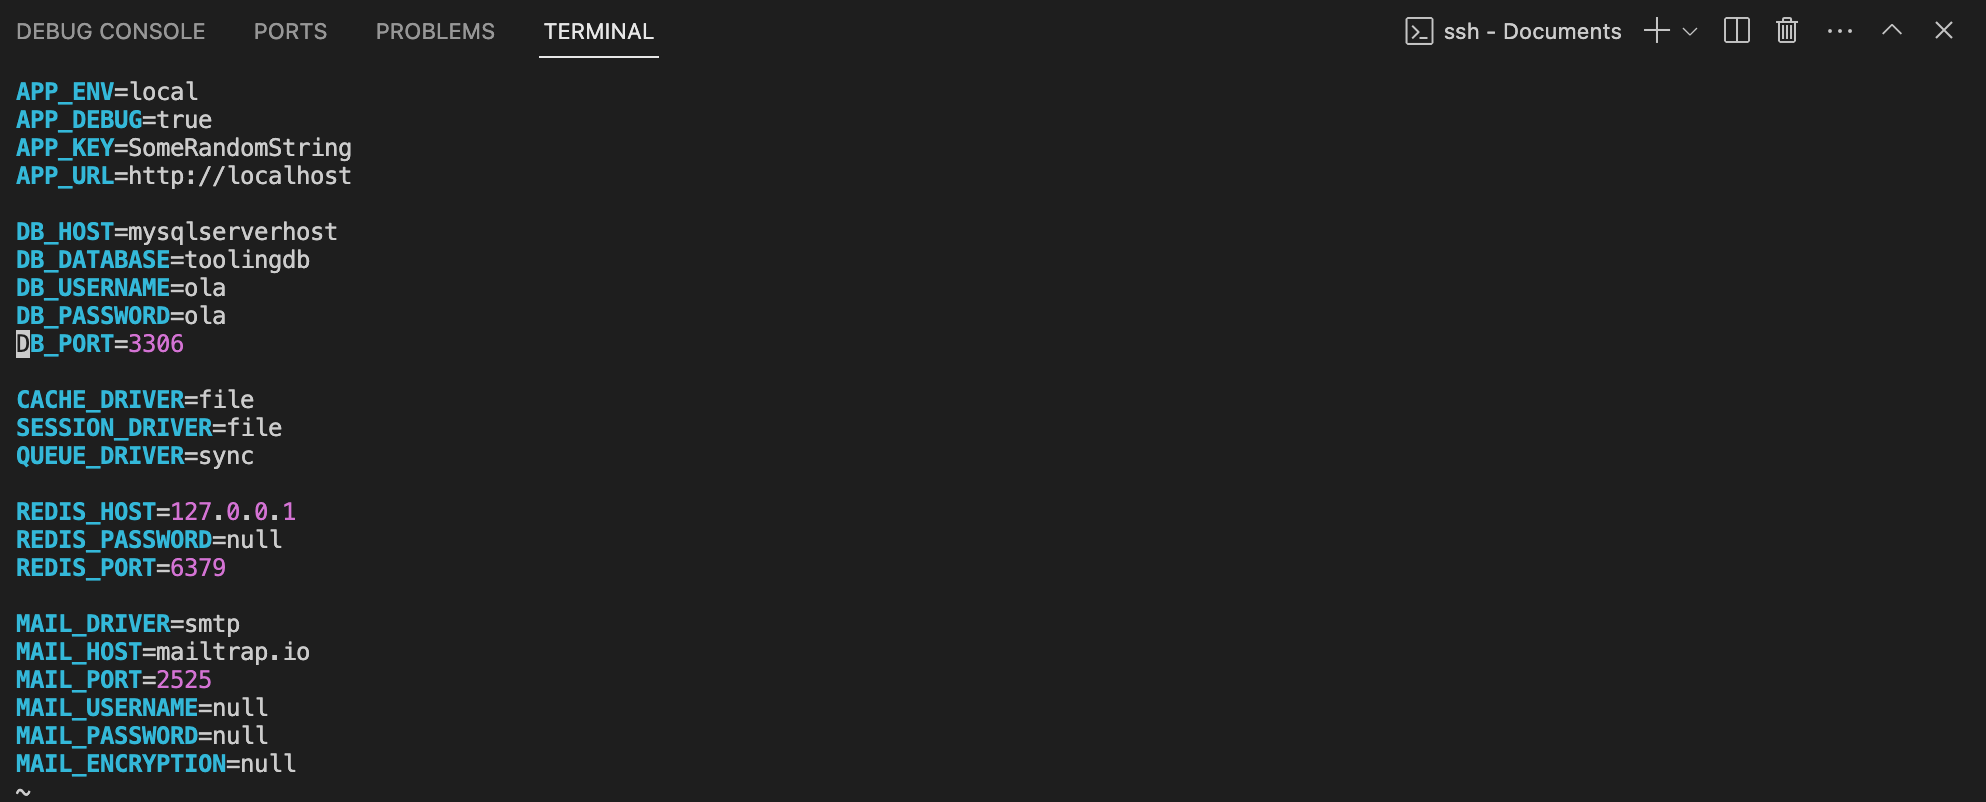 DEBUG CONSOLE PORTS PROBLEMS TERMINAL ssh - Documents
APP_ENV=local
APP_DEBUG=true
APP_KEY=SomeRandomString
APP_URL=http://localhost
DB_HOST=mysqlserverhost
DB_DATABASE=toolingdb
DB_USERNAME=ola
DB_PASSWORD=ola
DB_PORT=3306
CACHE_DRIVER=file
SESSION_DRIVER=file
QUEUE_DRIVER=sync
REDIS_HOST=127.0.0.1
REDIS_PASSWORD=null
REDIS_PORT=6379
MAIL_DRIVER=smtp
MAIL_HOST=mailtrap.io
MAIL_PORT=2525
MAIL_USERNAME=null
MAIL_PASSWORD=null
MAIL_ENCRYPTION=null
~